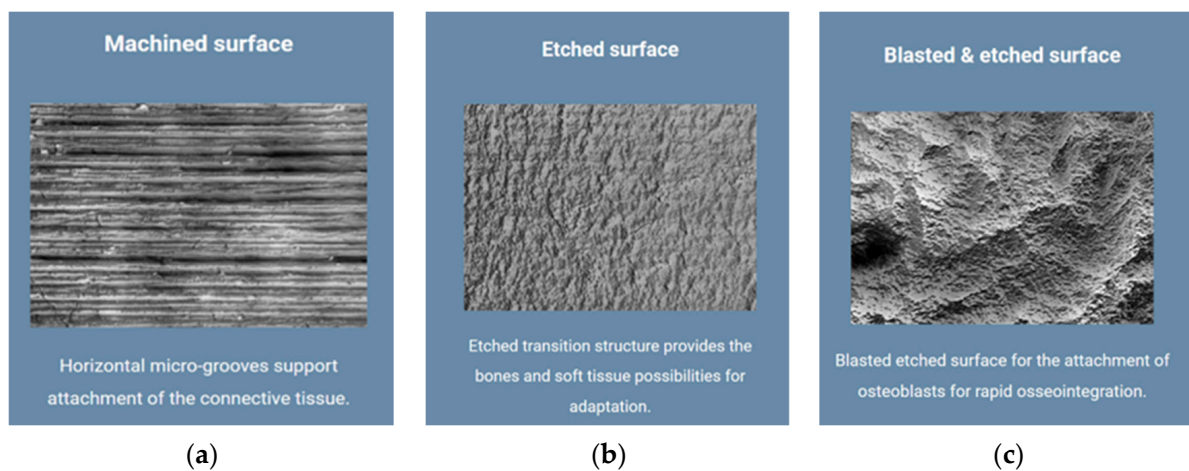 Machined surface
Horizontal micro-grooves support
attachment of the connective tissue.
(a)
Etched surface
Etched transition structure provides the
bones and soft tissue possibilities for
adaptation.
(b)
Blasted & etched surface
Blasted etched surface for the attachment of
osteoblasts for rapid osseointegration.
(c)